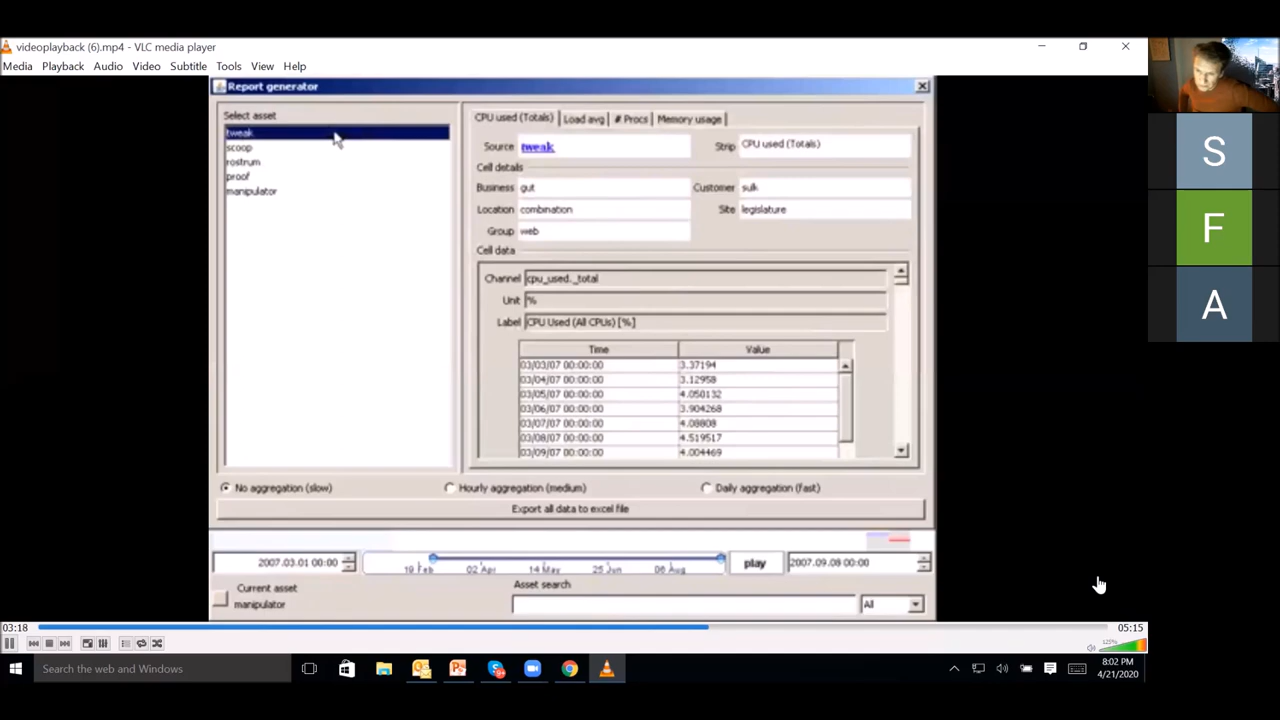 videoplayback (6).mp4 - VLC media player
Media Playback Audio Video Subtitle Tools View Help
Report generator
Select asset
tweak
scoop
rostrum
proof
manipulator
CPU used (Totals) Load avg # Procs Memory usage
Source tweak Strip CPU used (Totals)
Cell details
Business gut Customer sulk
Location combination Site legislature
Group web
Cell data
Channel cpu_used._total
Unit %
Label CPU Used (All CPUs) [%]
Time Value
03/03/07 00:00:00 3.37194
03/04/07 00:00:00 3.12958
03/05/07 00:00:00 4.050132
03/06/07 00:00:00 3.904268
03/07/07 00:00:00 4.08808
03/08/07 00:00:00 4.519517
03/09/07 00:00:00 4.004469
No aggregation (slow) Hourly aggregation (medium) Daily aggregation (fast)
Export all data to excel file
2007.03.01 00:00 play 2007.09.08 00:00
19 Feb 02 Apr 14 May 25 Jun 06 Aug
Current asset
manipulator
Asset search
All
03:18 05:15
125%
Search the web and Windows
8:02 PM
4/21/2020
S
F
A